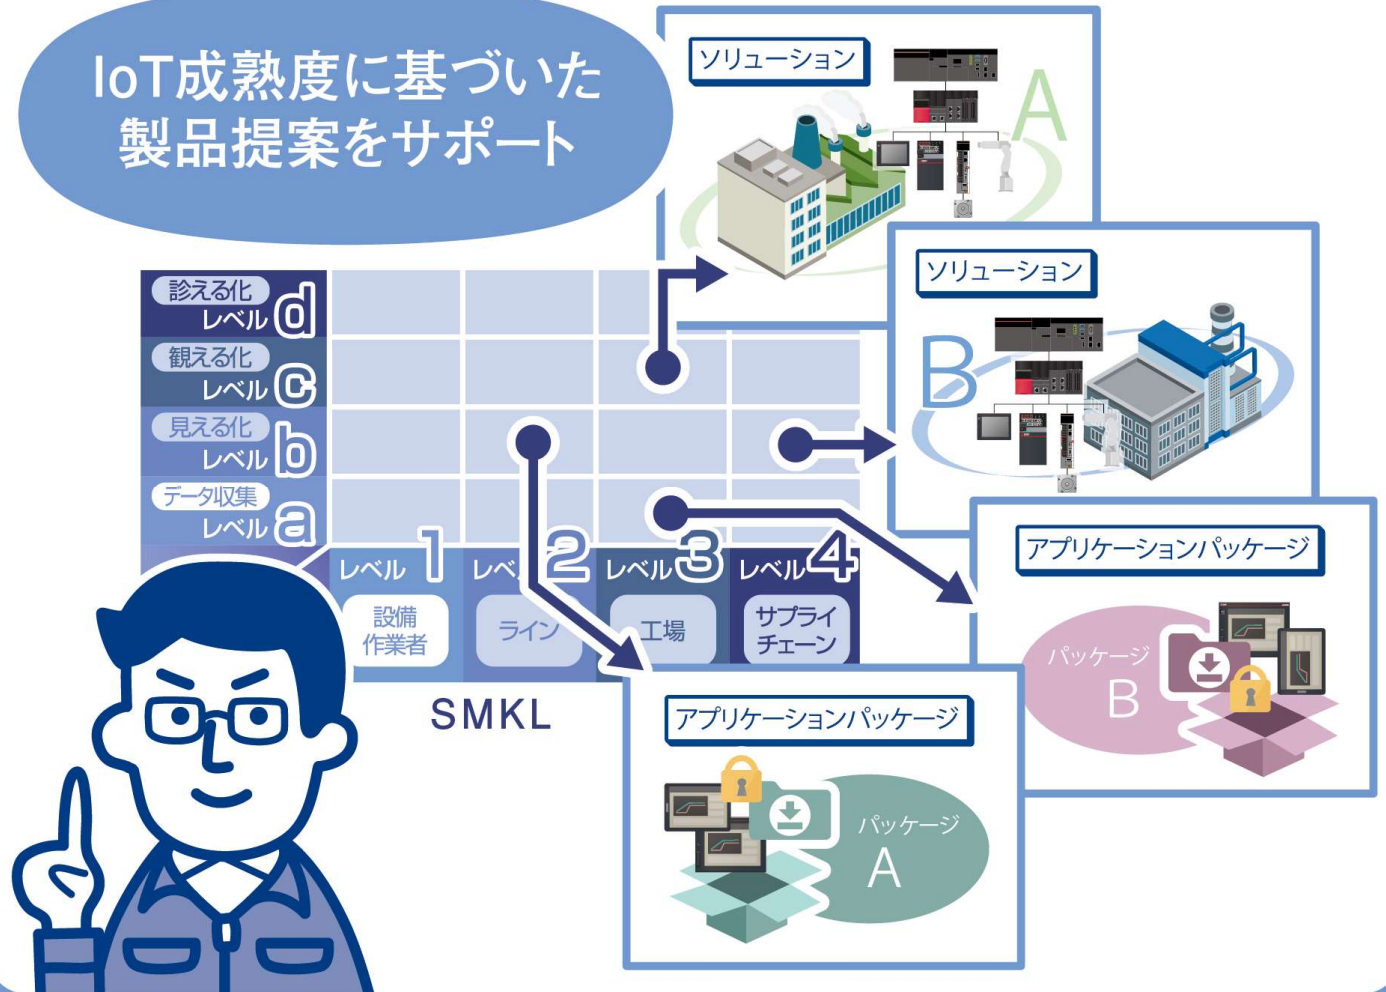 IoT成熟度に基づいた
製品提案をサポート
ソリューション
A
ソリューション
B
診える化
レベル d
観える化
レベル c
見える化
レベル b
データ収集
レベル a
レベル 1
設備
作業者
レベル 2
ライン
レベル 3
工場
レベル 4
サプライ
チェーン
SMKL
アプリケーションパッケージ
パッケージ
B
アプリケーションパッケージ
パッケージ
A